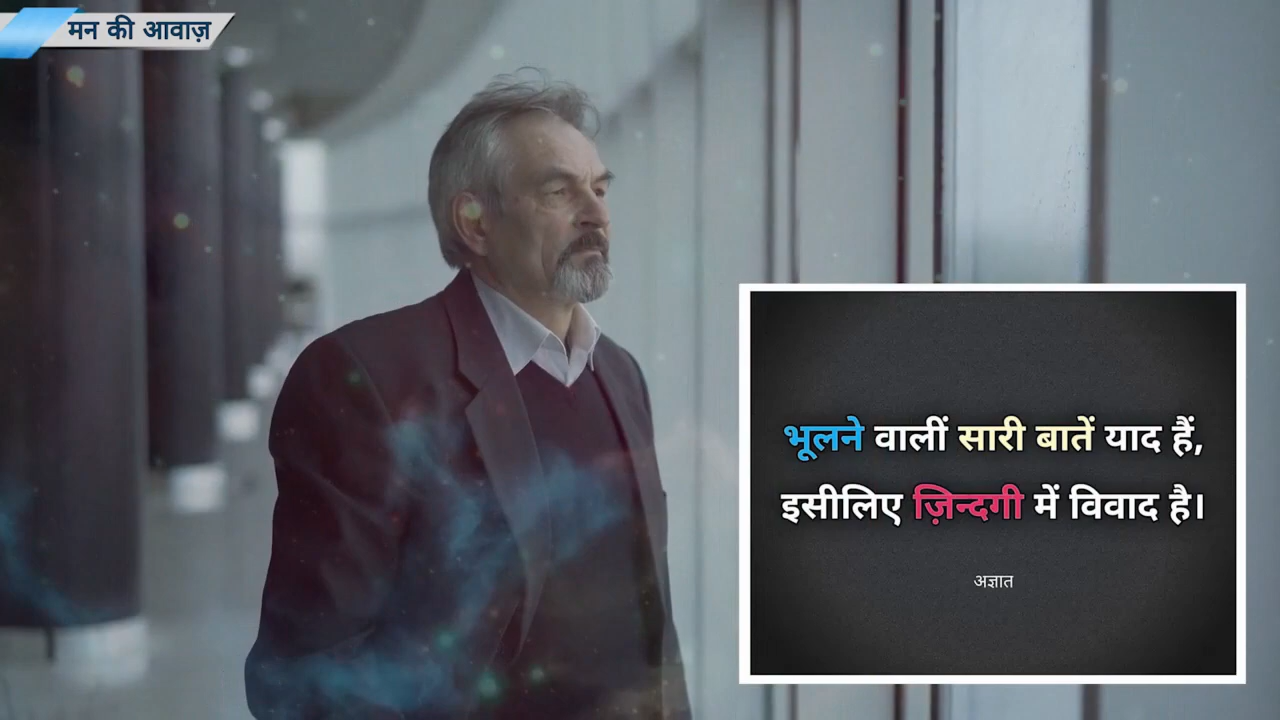 मन की आवाज़
भूलने वालीं सारी बातें याद हैं,
इसीलिए ज़िन्दगी में विवाद है।
अज्ञात